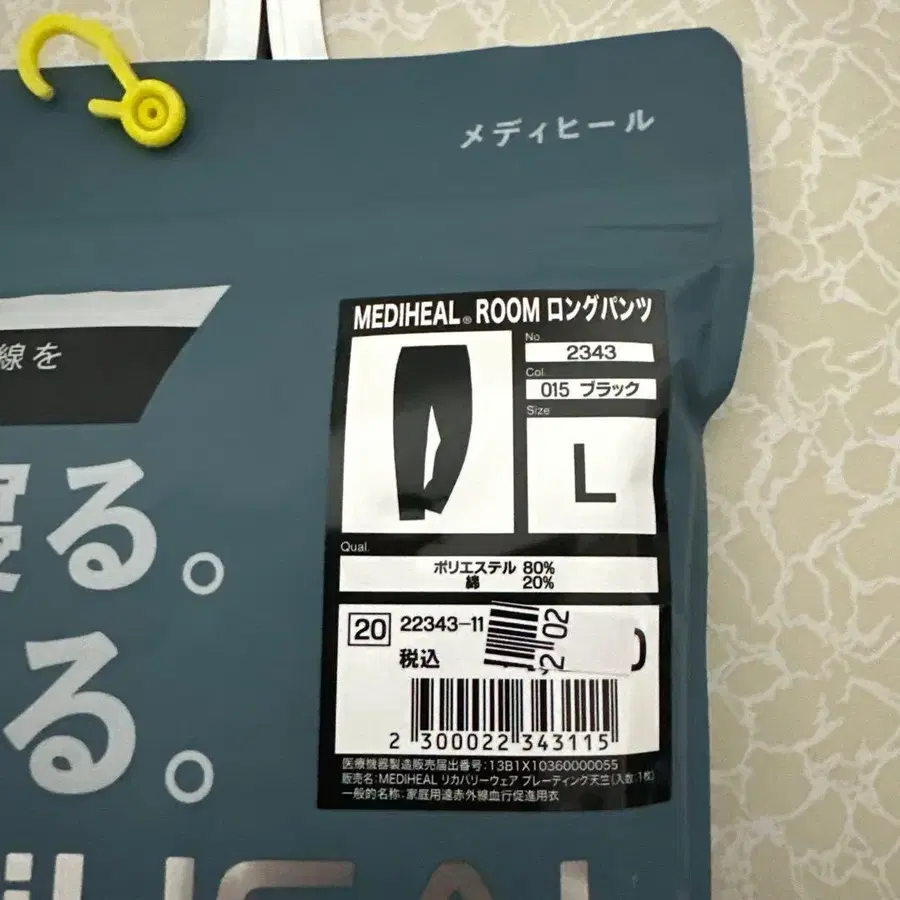 メディヒール
線を
寝る。
る。
MEDIHEAL® ROOM ロングパンツ
No.
2343
Col.
015 ブラック
Size
L
Qual.
ポリエステル 80%
綿 20%
20 22343-11
税込
02
2 300022 343115
医療機器製造販売届出番号:13B1X10360000055
販売名:MEDIHEAL リカバリーウェア プレーティング天竺(入数:1枚)
一般的名称:家庭用遠赤外線血行促進用衣